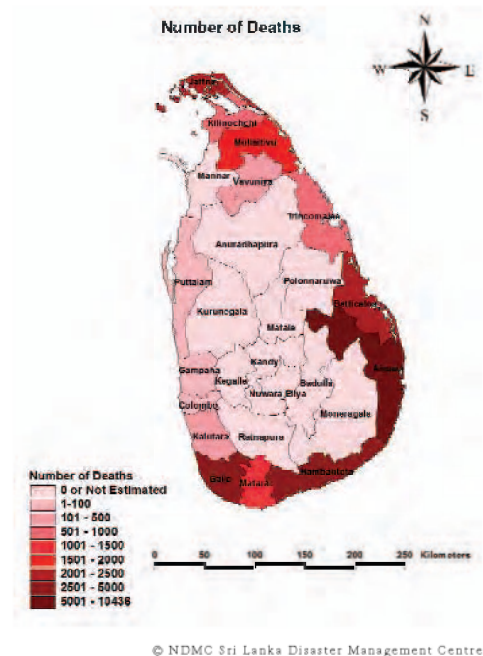 Number of Deaths
N
W E
S
Jaffna
Kilinochchi
Mullaitivu
Mannar
Vavuniya
Trincomalee
Anuradhapura
Puttalam
Polonnaruwa
Batticaloa
Kurunegala
Matale
Kandy
Ampara
Gampaha
Kegalle
Badulla
Nuwara Eliya
Colombo
Moneragala
Kalutara
Ratnapura
Hambantota
Galle
Matara
Number of Deaths
0 or Not Estimated
1-100
101 - 500
501 - 1000
1001 - 1500
1501 - 2000
2001 - 2500
2501 - 5000
5001 - 10436
0 50 100 150 200 250 Kilometers
© NDMC Sri Lanka Disaster Management Centre